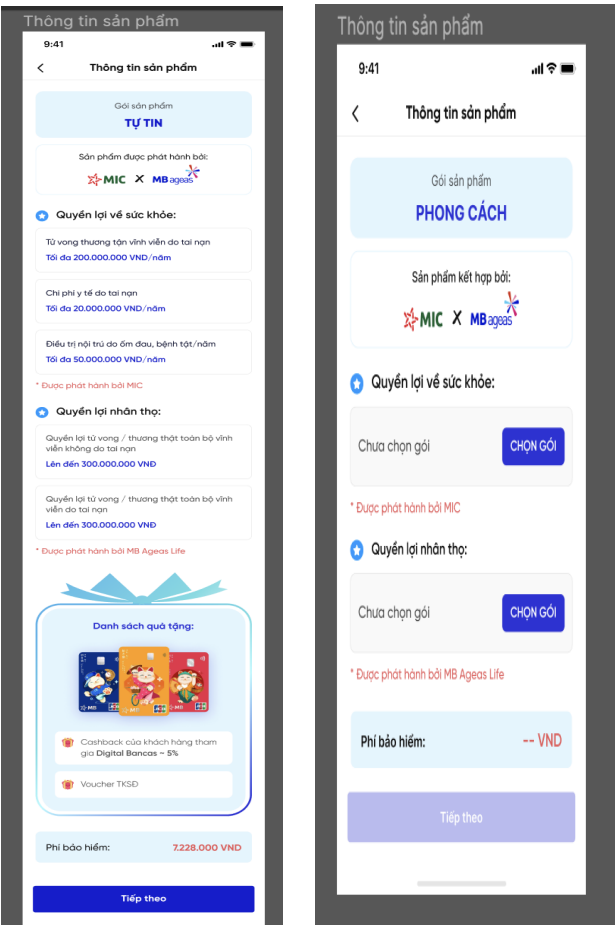 Thông tin sản phẩm
9:41
Thông tin sản phẩm
Gói sản phẩm
TỰ TIN
Sản phẩm được phát hành bởi:
MIC X MB ageas
Quyền lợi về sức khỏe:
Tử vong thương tận vĩnh viễn do tai nạn
Tối đa 200.000.000 VND/năm
Chi phí y tế do tai nạn
Tối đa 20.000.000 VND/năm
Điều trị nội trú do ốm đau, bệnh tật/năm
Tối đa 50.000.000 VND/năm
* Được phát hành bởi MIC
Quyền lợi nhân thọ:
Quyền lợi tử vong / thương thật toàn bộ vĩnh
viễn không do tai nạn
Lên đến 300.000.000 VNĐ
Quyền lợi tử vong / thương thật toàn bộ vĩnh
viễn do tai nạn
Lên đến 300.000.000 VNĐ
* Được phát hành bởi MB Ageas Life
Danh sách quà tặng:
Cashback của khách hàng tham
gia Digital Bancas ~ 5%
Voucher TKSĐ
Phí bảo hiểm: 7.228.000 VND
Tiếp theo
Thông tin sản phẩm
9:41
Thông tin sản phẩm
Gói sản phẩm
PHONG CÁCH
Sản phẩm kết hợp bởi:
MIC X MB ageas
Quyền lợi về sức khỏe:
Chưa chọn gói CHỌN GÓI
* Được phát hành bởi MIC
Quyền lợi nhân thọ:
Chưa chọn gói CHỌN GÓI
* Được phát hành bởi MB Ageas Life
Phí bảo hiểm: -- VND
Tiếp theo